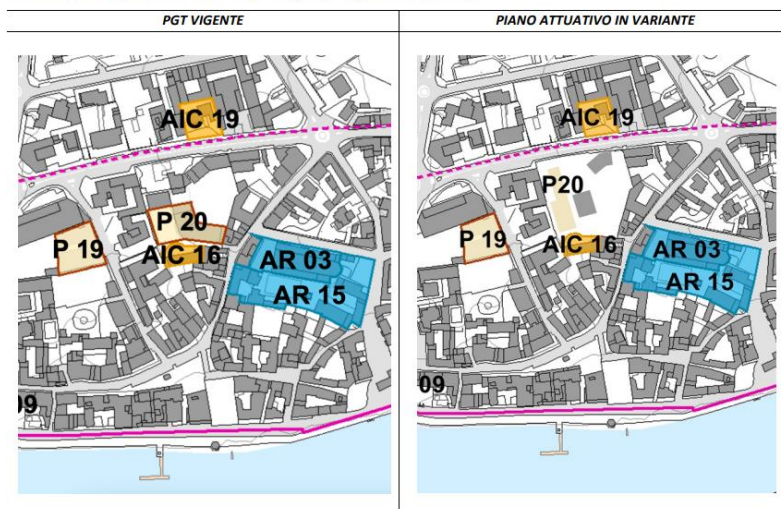 PGT VIGENTE
PIANO ATTUATIVO IN VARIANTE
AIC 19
P 20
P 19
AIC 16
AR 03
AR 15
09
AIC 19
P20
P 19
AIC 16
AR 03
AR 15
09